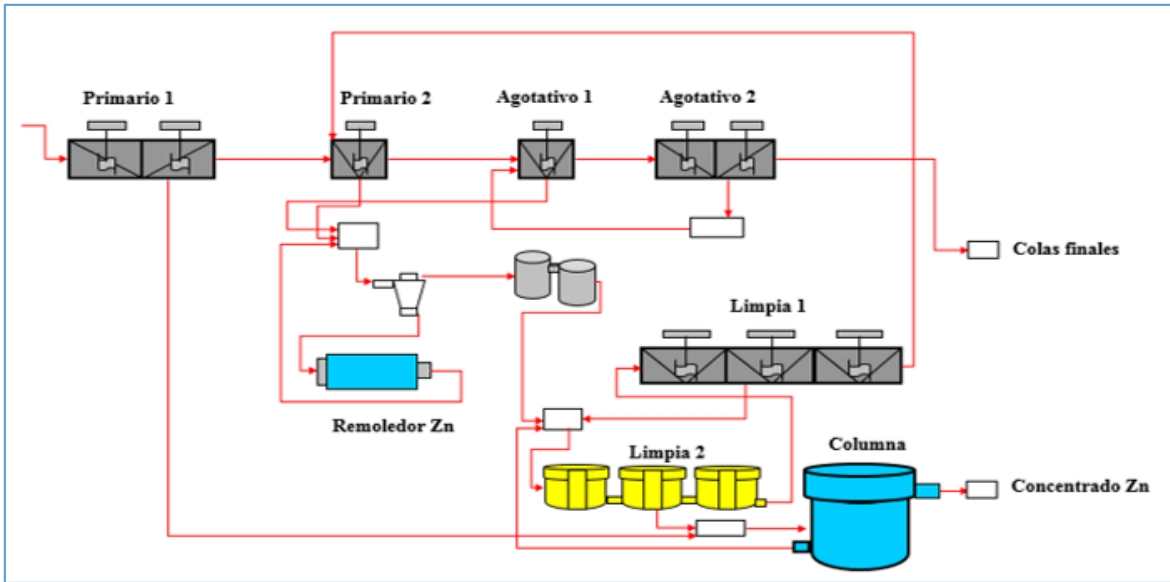 Primario 1
Primario 2
Agotativo 1
Agotativo 2
Colas finales
Limpia 1
Remoledor Zn
Limpia 2
Columna
Concentrado Zn